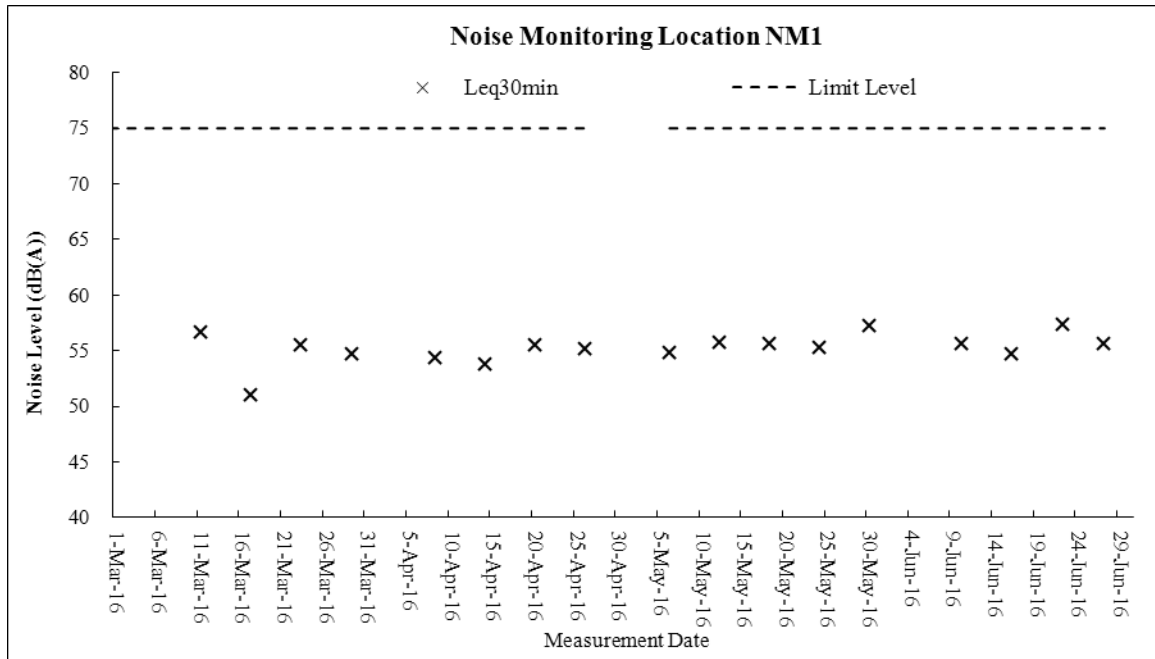 Noise Monitoring Location NM1
Leq30min
Limit Level
80
75
70
65
60
55
50
45
40
Noise Level (dB(A))
1-Mar-16
6-Mar-16
11-Mar-16
16-Mar-16
21-Mar-16
26-Mar-16
31-Mar-16
5-Apr-16
10-Apr-16
15-Apr-16
20-Apr-16
25-Apr-16
30-Apr-16
5-May-16
10-May-16
15-May-16
20-May-16
25-May-16
30-May-16
4-Jun-16
9-Jun-16
14-Jun-16
19-Jun-16
24-Jun-16
29-Jun-16
Measurement Date